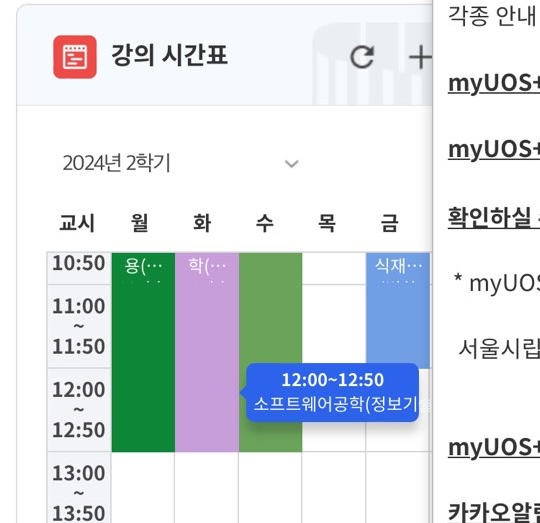 강의 시간표
2024년 2학기
교시 월 화 수 목 금
10:50
용(… 학(… 식재…
11:00
~
11:50
12:00
~
12:50
12:00~12:50
소프트웨어공학(정보기
13:00
~
13:50
각종 안내
myUOS+
myUOS+
확인하실
* myUOS
서울시립
myUOS+
카카오알림